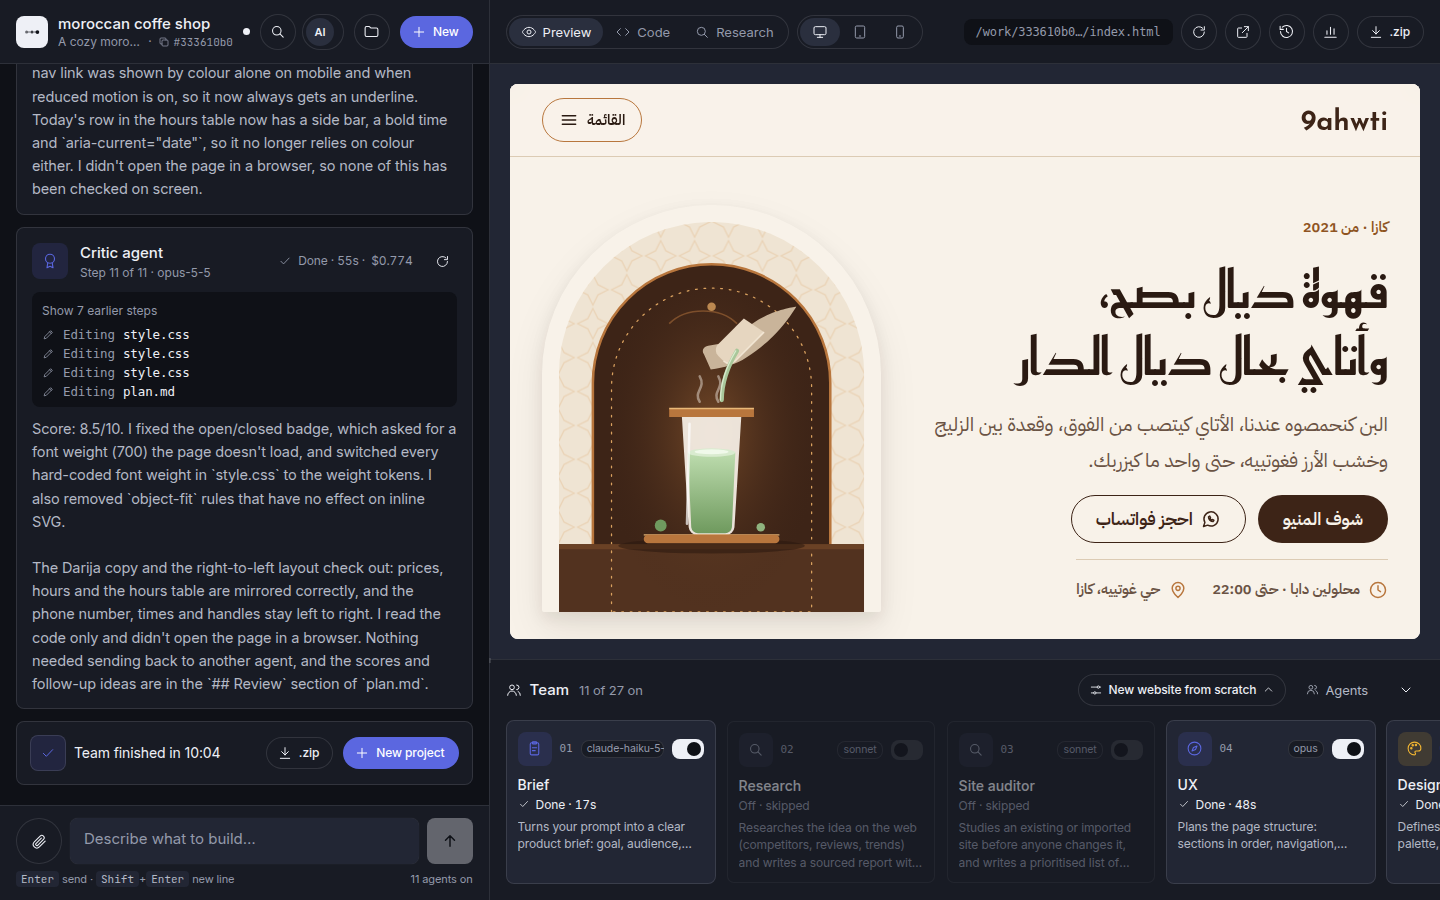 moroccan coffe shop
A cozy moro... · #333610b0
AI
New
nav link was shown by colour alone on mobile and when
reduced motion is on, so it now always gets an underline.
Today's row in the hours table now has a side bar, a bold time
and `aria-current="date"`, so it no longer relies on colour
either. I didn't open the page in a browser, so none of this has
been checked on screen.
Critic agent
Step 11 of 11 · opus-5-5
Done · 55s · $0.774
Show 7 earlier steps
Editing style.css
Editing style.css
Editing style.css
Editing plan.md
Score: 8.5/10. I fixed the open/closed badge, which asked for a
font weight (700) the page doesn't load, and switched every
hard-coded font weight in `style.css` to the weight tokens. I
also removed `object-fit` rules that have no effect on inline
SVG.
The Darija copy and the right-to-left layout check out: prices,
hours and the hours table are mirrored correctly, and the
phone number, times and handles stay left to right. I read the
code only and didn't open the page in a browser. Nothing
needed sending back to another agent, and the scores and
follow-up ideas are in the `## Review` section of `plan.md`.
Team finished in 10:04
.zip
New project
Describe what to build...
Enter send · Shift + Enter new line
11 agents on
Preview
Code
Research
/work/333610b0…/index.html
.zip
9ahwti
القائمة
كازا · من 2021
قهوة ديال بصح،
وأتاي بحال ديال الدار
البن كنحمصوه عندنا، الأتاي كيتصب من الفوق، وقعدة بين الزليج
وخشب الأرز فغوتييه، حتى واحد ما كيزربك.
شوف المنيو
احجز فواتساب
محلولين دابا · حتى 22:00
حي غوتييه، كازا
Team 11 of 27 on
New website from scratch
Agents
01 claude-haiku-5-
Brief
Done · 17s
Turns your prompt into a clear
product brief: goal, audience,...
02 sonnet
Research
Off · skipped
Researches the idea on the web
(competitors, reviews, trends)
and writes a sourced report wit...
03 sonnet
Site auditor
Off · skipped
Studies an existing or imported
site before anyone changes it,
and writes a prioritised list of...
04 opus
UX
Done · 48s
Plans the page structure:
sections in order, navigation,...
Design
Done
Defines
palette,